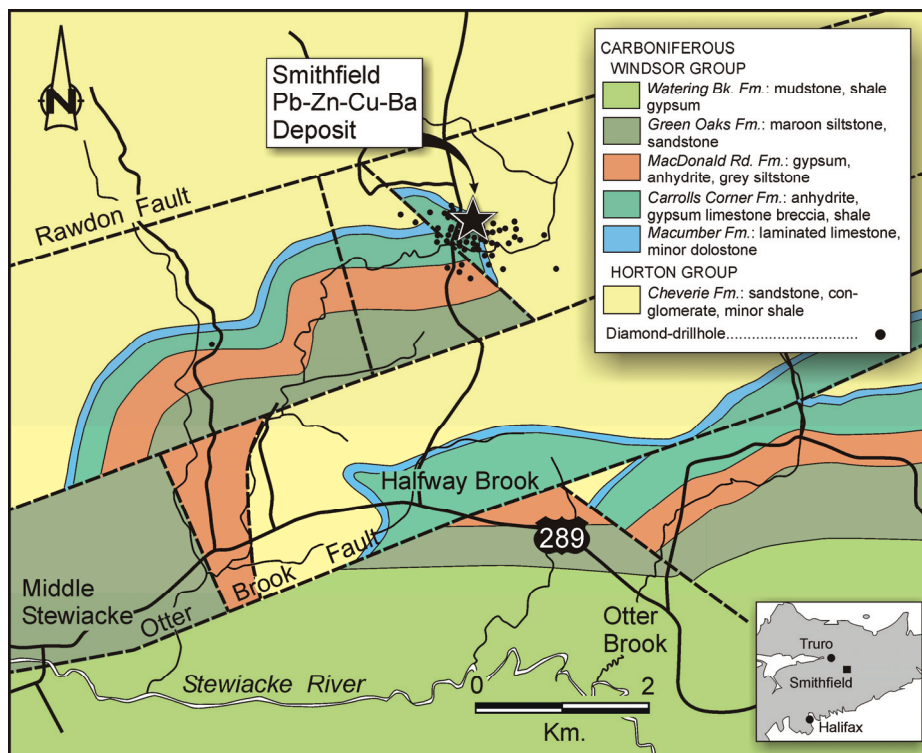 N
Smithfield
Pb-Zn-Cu-Ba
Deposit
CARBONIFEROUS
WINDSOR GROUP
Watering Bk. Fm.: mudstone, shale
gypsum
Green Oaks Fm.: maroon siltstone,
sandstone
MacDonald Rd. Fm.: gypsum,
anhydrite, grey siltstone
Carrolls Corner Fm.: anhydrite,
gypsum limestone breccia, shale
Macumber Fm.: laminated limestone,
minor dolostone
HORTON GROUP
Cheverie Fm.: sandstone, con-
glomerate, minor shale
Diamond-drillhole...............................
Rawdon Fault
Halfway Brook
289
Middle
Stewiacke
Otter Brook Fault
Otter
Brook
Stewiacke River
0 2
Km.
Truro
Smithfield
Halifax